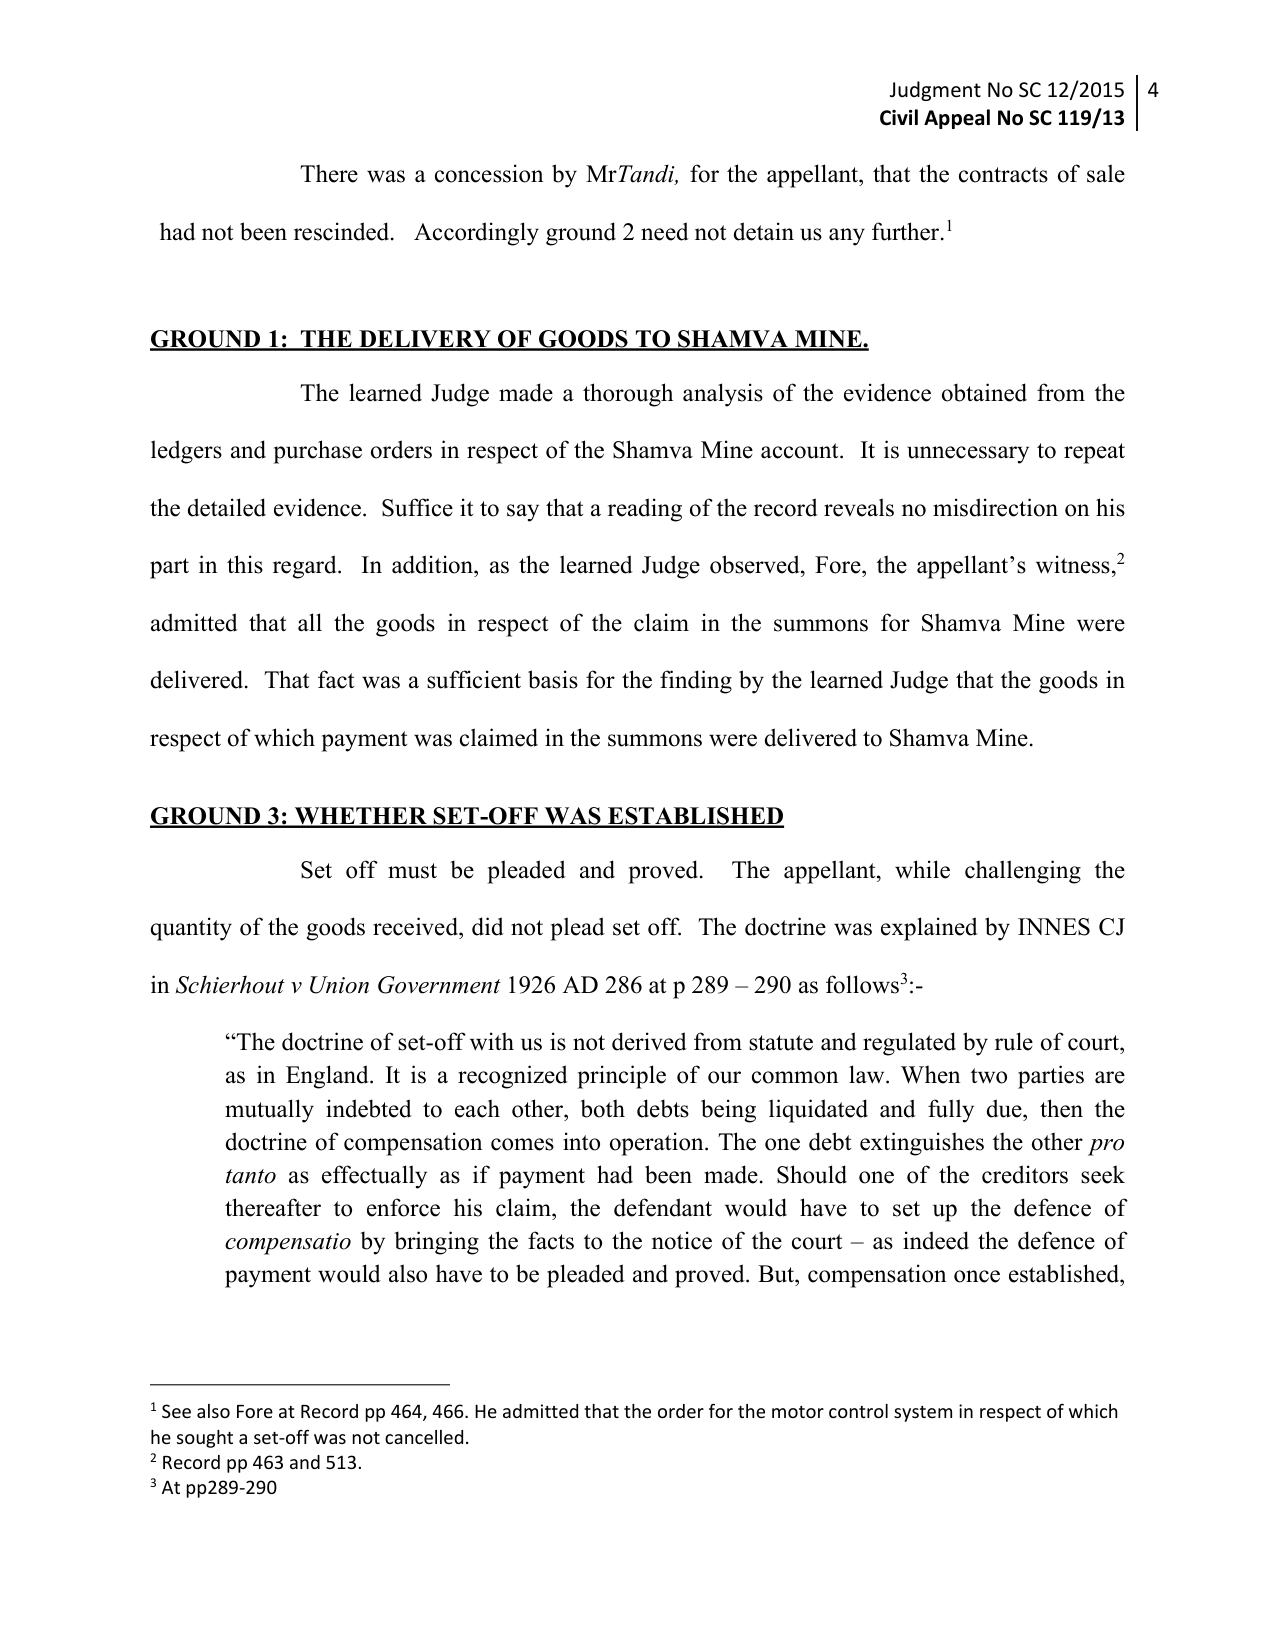 Judgment No SC 12/2015 4
Civil Appeal No SC 119/13
There was a concession by MrTandi, for the appellant, that the contracts of sale
had not been rescinded. Accordingly ground 2 need not detain us any further.1
GROUND 1: THE DELIVERY OF GOODS TO SHAMVA MINE.
The learned Judge made a thorough analysis of the evidence obtained from the
ledgers and purchase orders in respect of the Shamva Mine account. It is unnecessary to repeat
the detailed evidence. Suffice it to say that a reading of the record reveals no misdirection on his
part in this regard. In addition, as the learned Judge observed, Fore, the appellant’s witness,2
admitted that all the goods in respect of the claim in the summons for Shamva Mine were
delivered. That fact was a sufficient basis for the finding by the learned Judge that the goods in
respect of which payment was claimed in the summons were delivered to Shamva Mine.
GROUND 3: WHETHER SET-OFF WAS ESTABLISHED
Set off must be pleaded and proved. The appellant, while challenging the
quantity of the goods received, did not plead set off. The doctrine was explained by INNES CJ
in Schierhout v Union Government 1926 AD 286 at p 289 – 290 as follows3:-
“The doctrine of set-off with us is not derived from statute and regulated by rule of court,
as in England. It is a recognized principle of our common law. When two parties are
mutually indebted to each other, both debts being liquidated and fully due, then the
doctrine of compensation comes into operation. The one debt extinguishes the other pro
tanto as effectually as if payment had been made. Should one of the creditors seek
thereafter to enforce his claim, the defendant would have to set up the defence of
compensatio by bringing the facts to the notice of the court – as indeed the defence of
payment would also have to be pleaded and proved. But, compensation once established,
1 See also Fore at Record pp 464, 466. He admitted that the order for the motor control system in respect of which
he sought a set-off was not cancelled.
2 Record pp 463 and 513.
3 At pp289-290